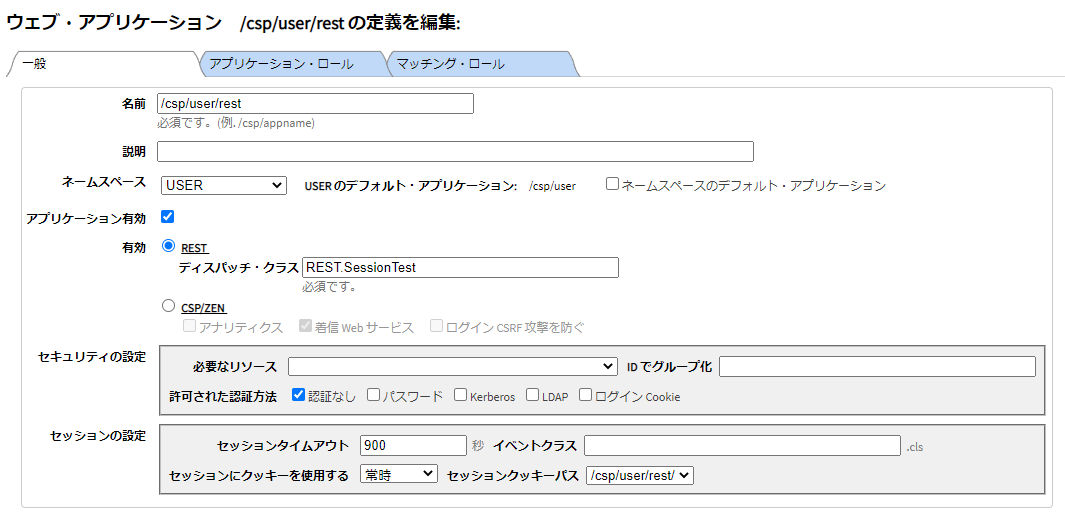 ウェブ・アプリケーション /csp/user/rest の定義を編集:
一般 アプリケーション・ロール マッチング・ロール
名前 /csp/user/rest
必須です。(例. /csp/appname)
説明
ネームスペース USER USER のデフォルト・アプリケーション: /csp/user ネームスペースのデフォルト・アプリケーション
アプリケーション有効
有効 REST
ディスパッチ・クラス REST.SessionTest
必須です。
CSP/ZEN
アナリティクス 着信 Web サービス ログイン CSRF 攻撃を防ぐ
セキュリティの設定 必要なリソース ID でグループ化
許可された認証方法 認証なし パスワード Kerberos LDAP ログイン Cookie
セッションの設定 セッションタイムアウト 900 秒 イベントクラス .cls
セッションにクッキーを使用する 常時 セッションクッキーパス /csp/user/rest/